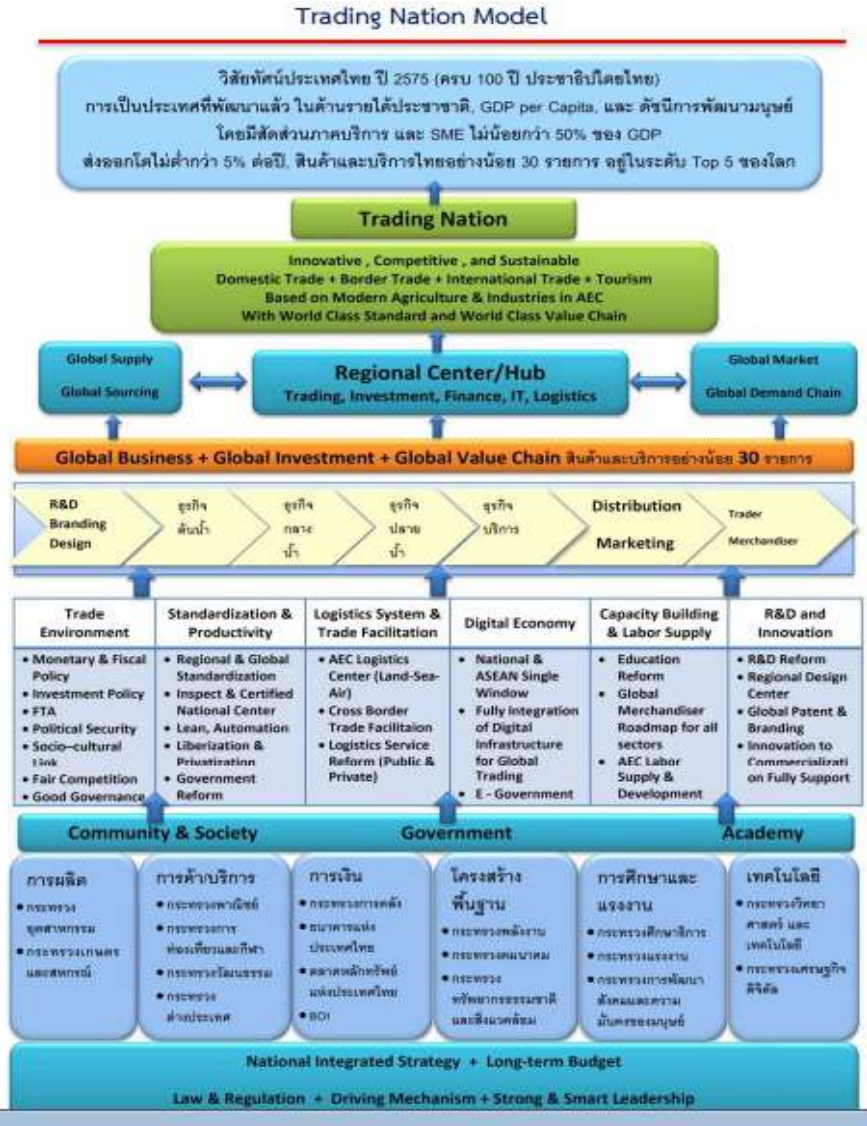 Trading Nation Model
วิสัยทัศน์ประเทศไทย ปี 2575 (ครบ 100 ปี ประชาธิปไตยไทย)
การเป็นประเทศที่พัฒนาแล้ว ในด้านรายได้ประชาชาติ, GDP per Capita, และ ดัชนีการพัฒนามนุษย์
โดยมีสัดส่วนภาคบริการ และ SME ไม่น้อยกว่า 50% ของ GDP
ส่งออกโตไม่ต่ำกว่า 5% ต่อปี, สินค้าและบริการไทยอย่างน้อย 30 รายการ อยู่ในระดับ Top 5 ของโลก
Trading Nation
Innovative , Competitive , and Sustainable
Domestic Trade + Border Trade + International Trade + Tourism
Based on Modern Agriculture & Industries in AEC
With World Class Standard and World Class Value Chain
Global Supply
Global Sourcing
Regional Center/Hub
Trading, Investment, Finance, IT, Logistics
Global Market
Global Demand Chain
Global Business + Global Investment + Global Value Chain สินค้าและบริการอย่างน้อย 30 รายการ
R&D
Branding
Design
ธุรกิจ
ต้นน้ำ
ธุรกิจ
กลาง
น้ำ
ธุรกิจ
ปลาย
น้ำ
ธุรกิจ
บริการ
Distribution
Marketing
Trader
Merchandiser
Trade
Environment
• Monetary & Fiscal
Policy
• Investment Policy
• FTA
• Political Security
• Socio–cultural
Link
• Fair Competition
• Good Governance
Standardization &
Productivity
• Regional & Global
Standardization
• Inspect & Certified
National Center
• Lean, Automation
• Liberization &
Privatization
• Government
Reform
Logistics System &
Trade Facilitation
• AEC Logistics
Center (Land-Sea-
Air)
• Cross Border
Trade Facilitaion
• Logistics Service
Reform (Public &
Private)
Digital Economy
• National &
ASEAN Single
Window
• Fully Integration
of Digital
Infrastructure
for Global
Trading
• E - Government
Capacity Building
& Labor Supply
• Education
Reform
• Global
Merchandiser
Roadmap for all
sectors
• AEC Labor
Supply &
Development
R&D and
Innovation
• R&D Reform
• Regional Design
Center
• Global Patent &
Branding
• Innovation to
Commercializati
on Fully Support
Community & Society
Government
Academy
การผลิต
• กระทรวง
อุตสาหกรรม
• กระทรวงเกษตร
และสหกรณ์
การค้า/บริการ
• กระทรวงพาณิชย์
• กระทรวงการ
ท่องเที่ยวและกีฬา
• กระทรวงวัฒนธรรม
• กระทรวง
ต่างประเทศ
การเงิน
• กระทรวงการคลัง
• ธนาคารแห่ง
ประเทศไทย
• ตลาดหลักทรัพย์
แห่งประเทศไทย
• BOI
โครงสร้าง
พื้นฐาน
• กระทรวงพลังงาน
• กระทรวงคมนาคม
• กระทรวง
ทรัพยากรธรรมชาติ
และสิ่งแวดล้อม
การศึกษาและ
แรงงาน
• กระทรวงศึกษาธิการ
• กระทรวงแรงงาน
• กระทรวงการพัฒนา
สังคมและความ
มั่นคงของมนุษย์
เทคโนโลยี
• กระทรวงวิทยา
ศาสตร์ และ
เทคโนโลยี
• กระทรวงเศรษฐกิจ
ดิจิตัล
National Integrated Strategy + Long-term Budget
Law & Regulation + Driving Mechanism + Strong & Smart Leadership